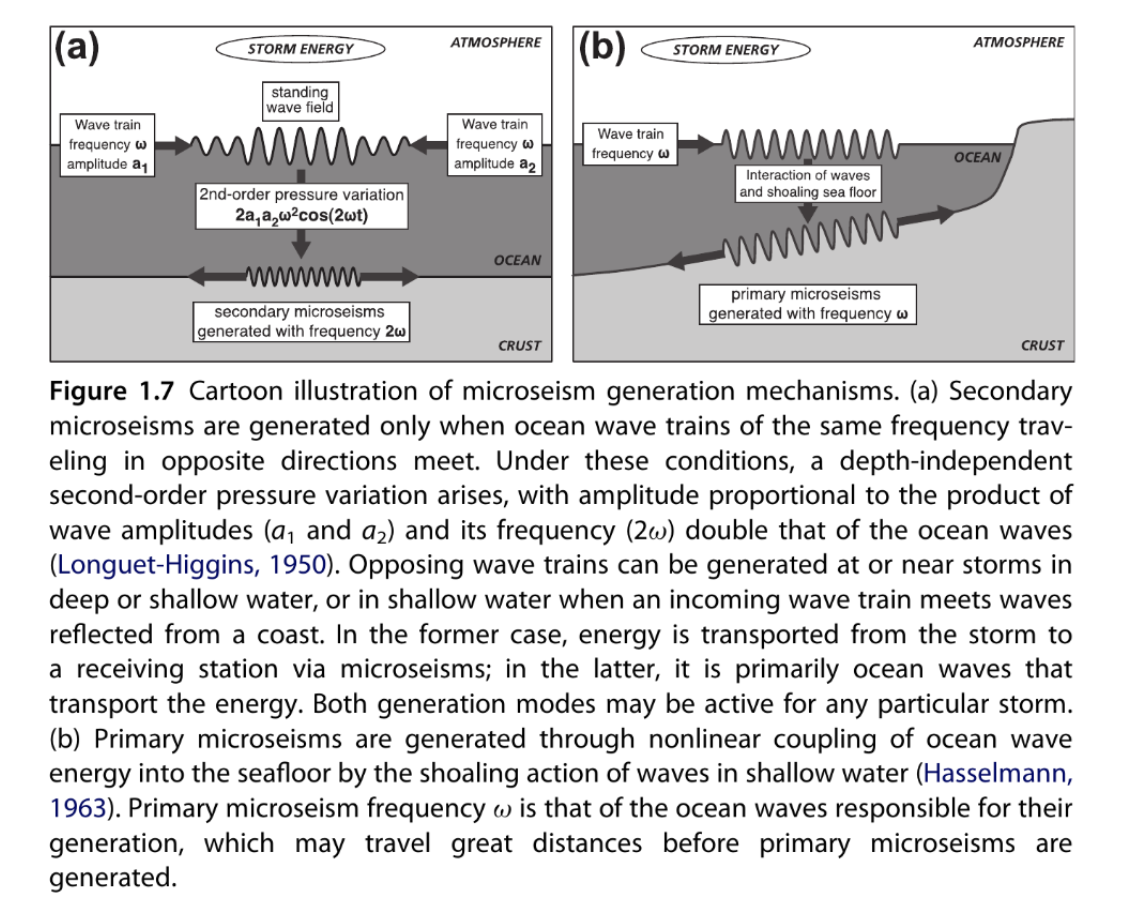 (a)
STORM ENERGY
ATMOSPHERE
standing
wave field
Wave train
frequency ω
amplitude a₁
Wave train
frequency ω
amplitude a₂
2nd-order pressure variation
2a₁a₂ω²cos(2ωt)
OCEAN
secondary microseisms
generated with frequency 2ω
CRUST
(b)
STORM ENERGY
ATMOSPHERE
Wave train
frequency ω
OCEAN
Interaction of waves
and shoaling sea floor
primary microseisms
generated with frequency ω
CRUST
Figure 1.7 Cartoon illustration of microseism generation mechanisms. (a) Secondary
microseisms are generated only when ocean wave trains of the same frequency trav-
eling in opposite directions meet. Under these conditions, a depth-independent
second-order pressure variation arises, with amplitude proportional to the product of
wave amplitudes (a₁ and a₂) and its frequency (2ω) double that of the ocean waves
(Longuet-Higgins, 1950). Opposing wave trains can be generated at or near storms in
deep or shallow water, or in shallow water when an incoming wave train meets waves
reflected from a coast. In the former case, energy is transported from the storm to
a receiving station via microseisms; in the latter, it is primarily ocean waves that
transport the energy. Both generation modes may be active for any particular storm.
(b) Primary microseisms are generated through nonlinear coupling of ocean wave
energy into the seafloor by the shoaling action of waves in shallow water (Hasselmann,
1963). Primary microseism frequency ω is that of the ocean waves responsible for their
generation, which may travel great distances before primary microseisms are
generated.